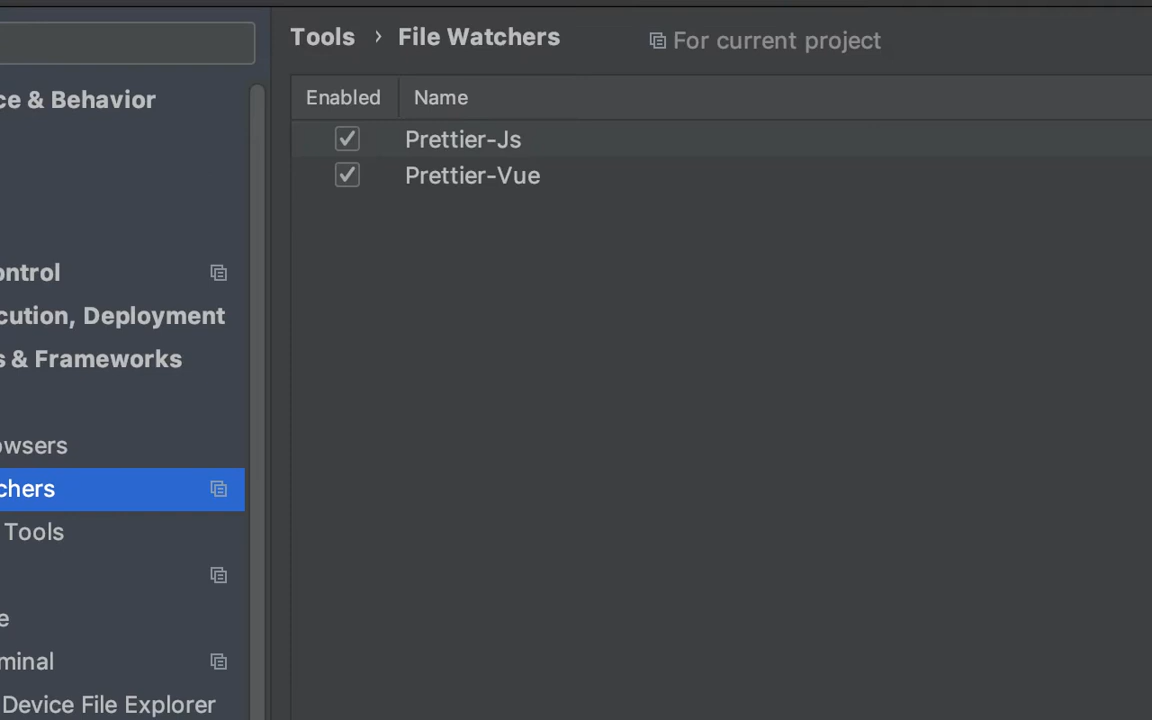 Tools › File Watchers
For current project
ce & Behavior
ontrol
cution, Deployment
s & Frameworks
owsers
chers
Tools
e
minal
Device File Explorer
Enabled Name
Prettier-Js
Prettier-Vue